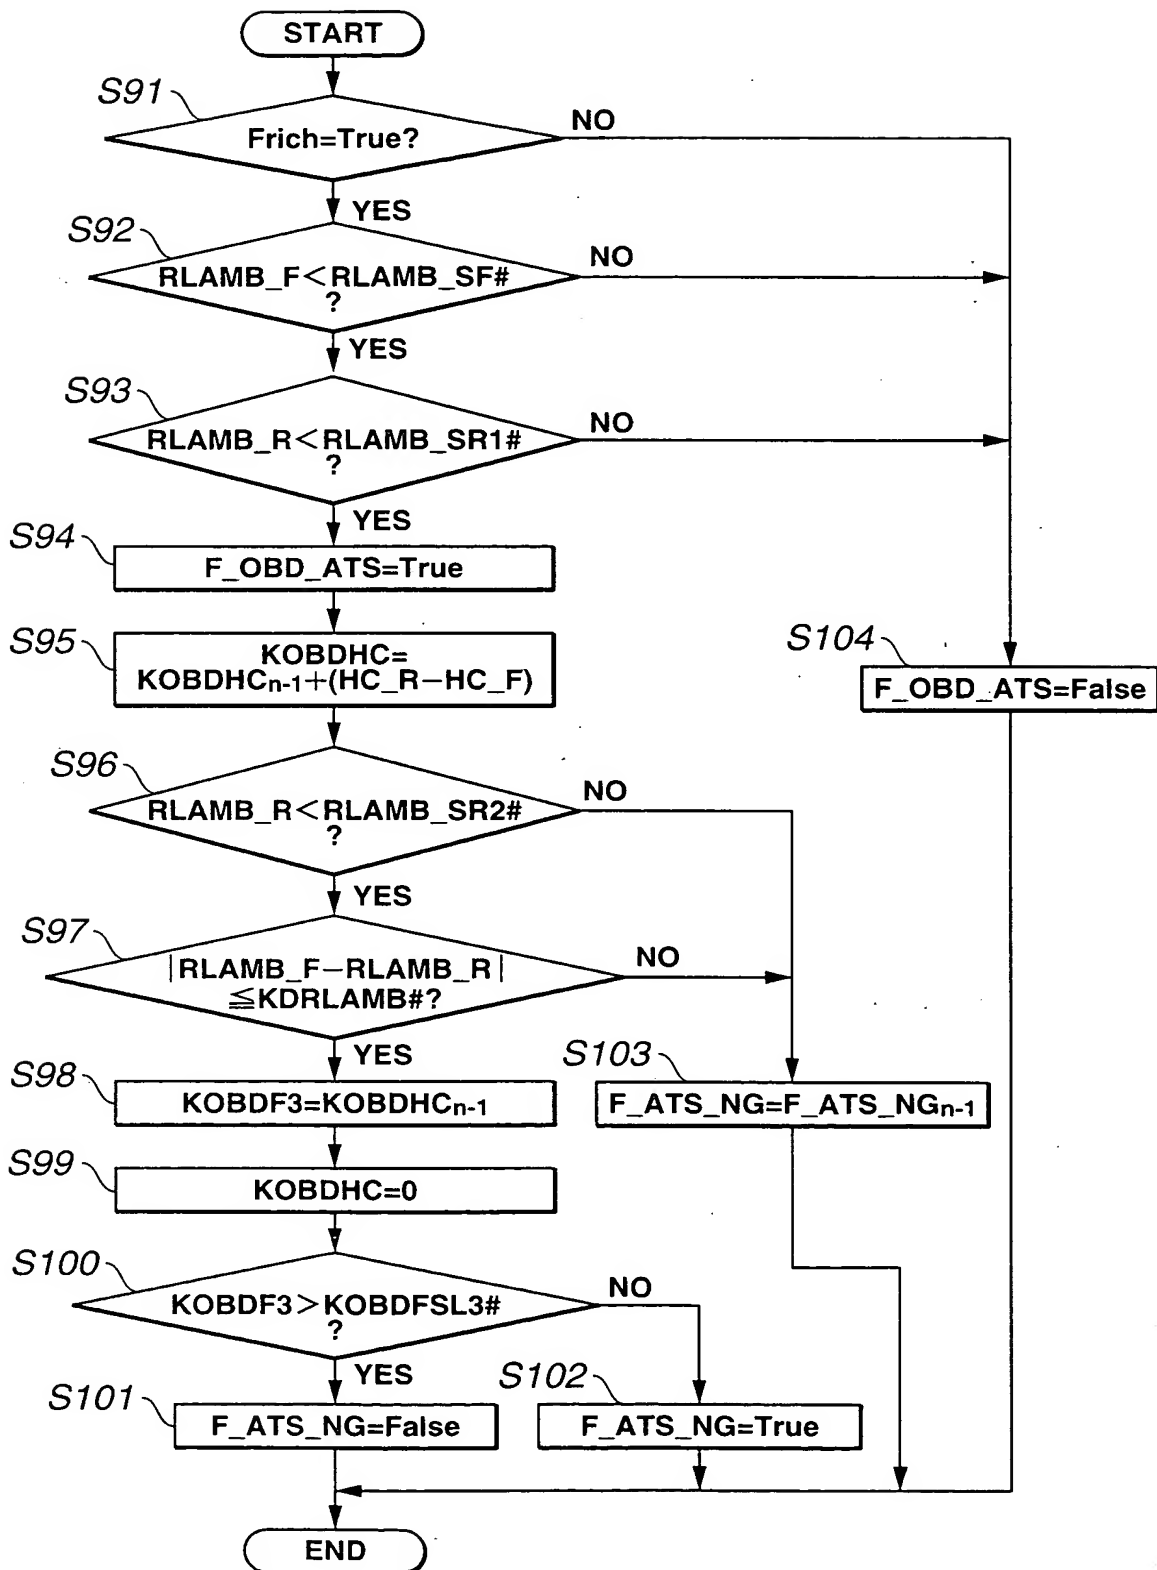 START
S91
Frich=True?
NO
YES
S92
RLAMB_F<RLAMB_SF#
?
NO
YES
S93
RLAMB_R<RLAMB_SR1#
?
NO
YES
S94
F_OBD_ATS=True
S95
KOBDHC=
KOBDHCn-1+(HC_R−HC_F)
S104
F_OBD_ATS=False
S96
RLAMB_R<RLAMB_SR2#
?
NO
YES
S97
|RLAMB_F−RLAMB_R|
≦KDRLAMB#?
NO
YES
S98
KOBDF3=KOBDHCn-1
S103
F_ATS_NG=F_ATS_NGn-1
S99
KOBDHC=0
S100
KOBDF3>KOBDFSL3#
?
NO
YES
S101
F_ATS_NG=False
S102
F_ATS_NG=True
END